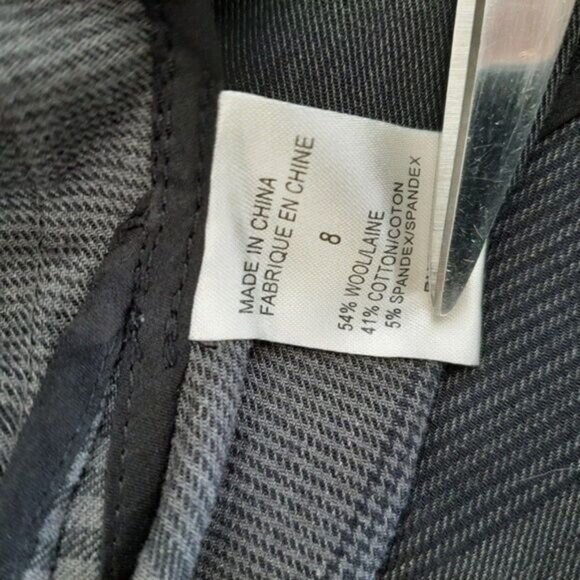 MADE IN CHINA
FABRIQUE EN CHINE
8
54% WOOL/LAINE
41% COTTON/COTON
5% SPANDEX/SPANDEX